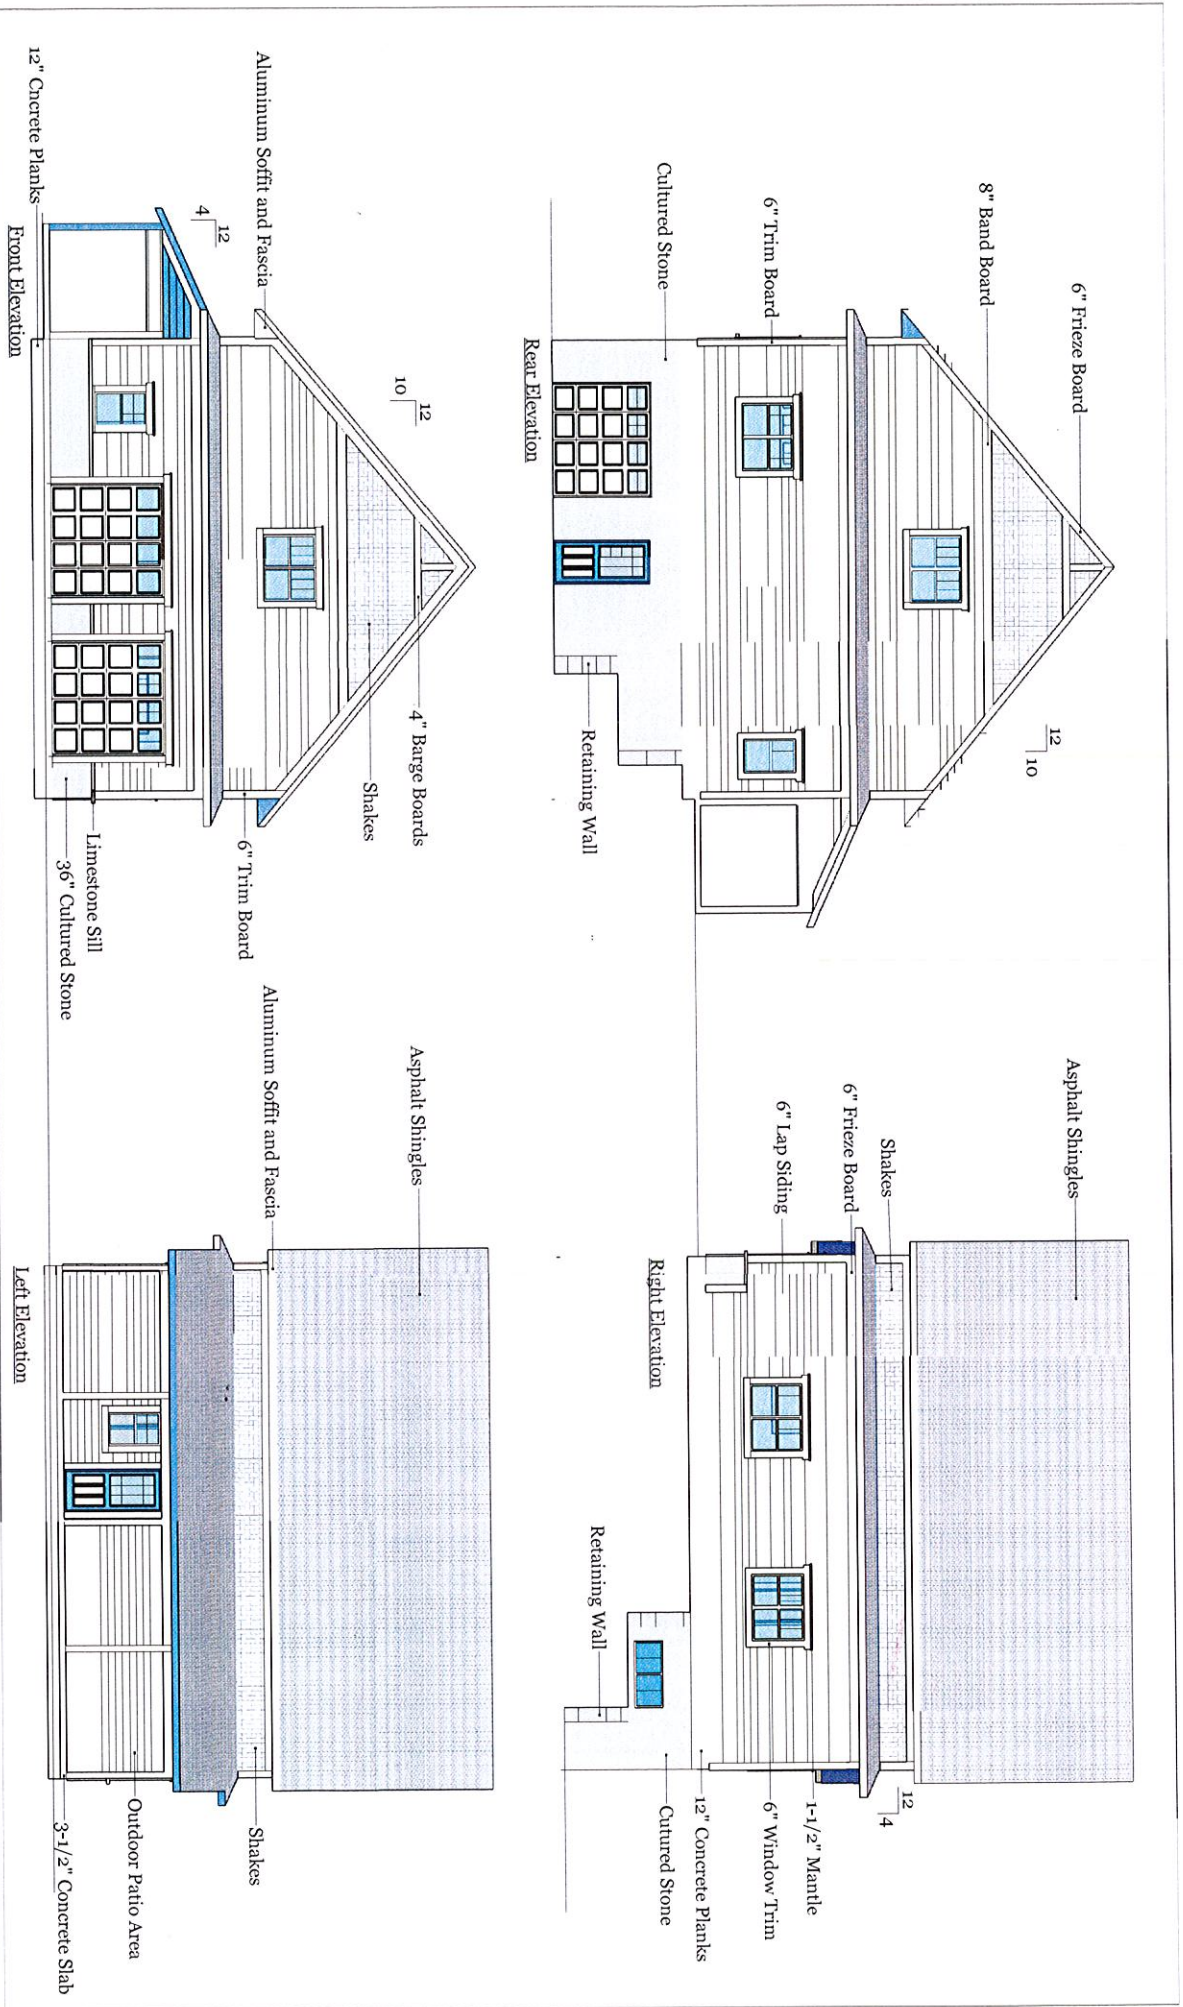 6" Frieze Board
8" Band Board
6" Trim Board
Cultured Stone
12
10
Retaining Wall
Rear Elevation
Asphalt Shingles
Shakes
6" Frieze Board
6" Lap Siding
12
4
1-1/2" Mantle
6" Window Trim
12" Concrete Planks
Cutured Stone
Retaining Wall
Right Elevation
12
10
Aluminum Soffit and Fascia
12
4
12" Cncrete Planks
4" Barge Boards
Shakes
6" Trim Board
Limestone Sill
36" Cultured Stone
Front Elevation
Asphalt Shingles
Aluminum Soffit and Fascia
Shakes
Outdoor Patio Area
3-1/2" Concrete Slab
Left Elevation